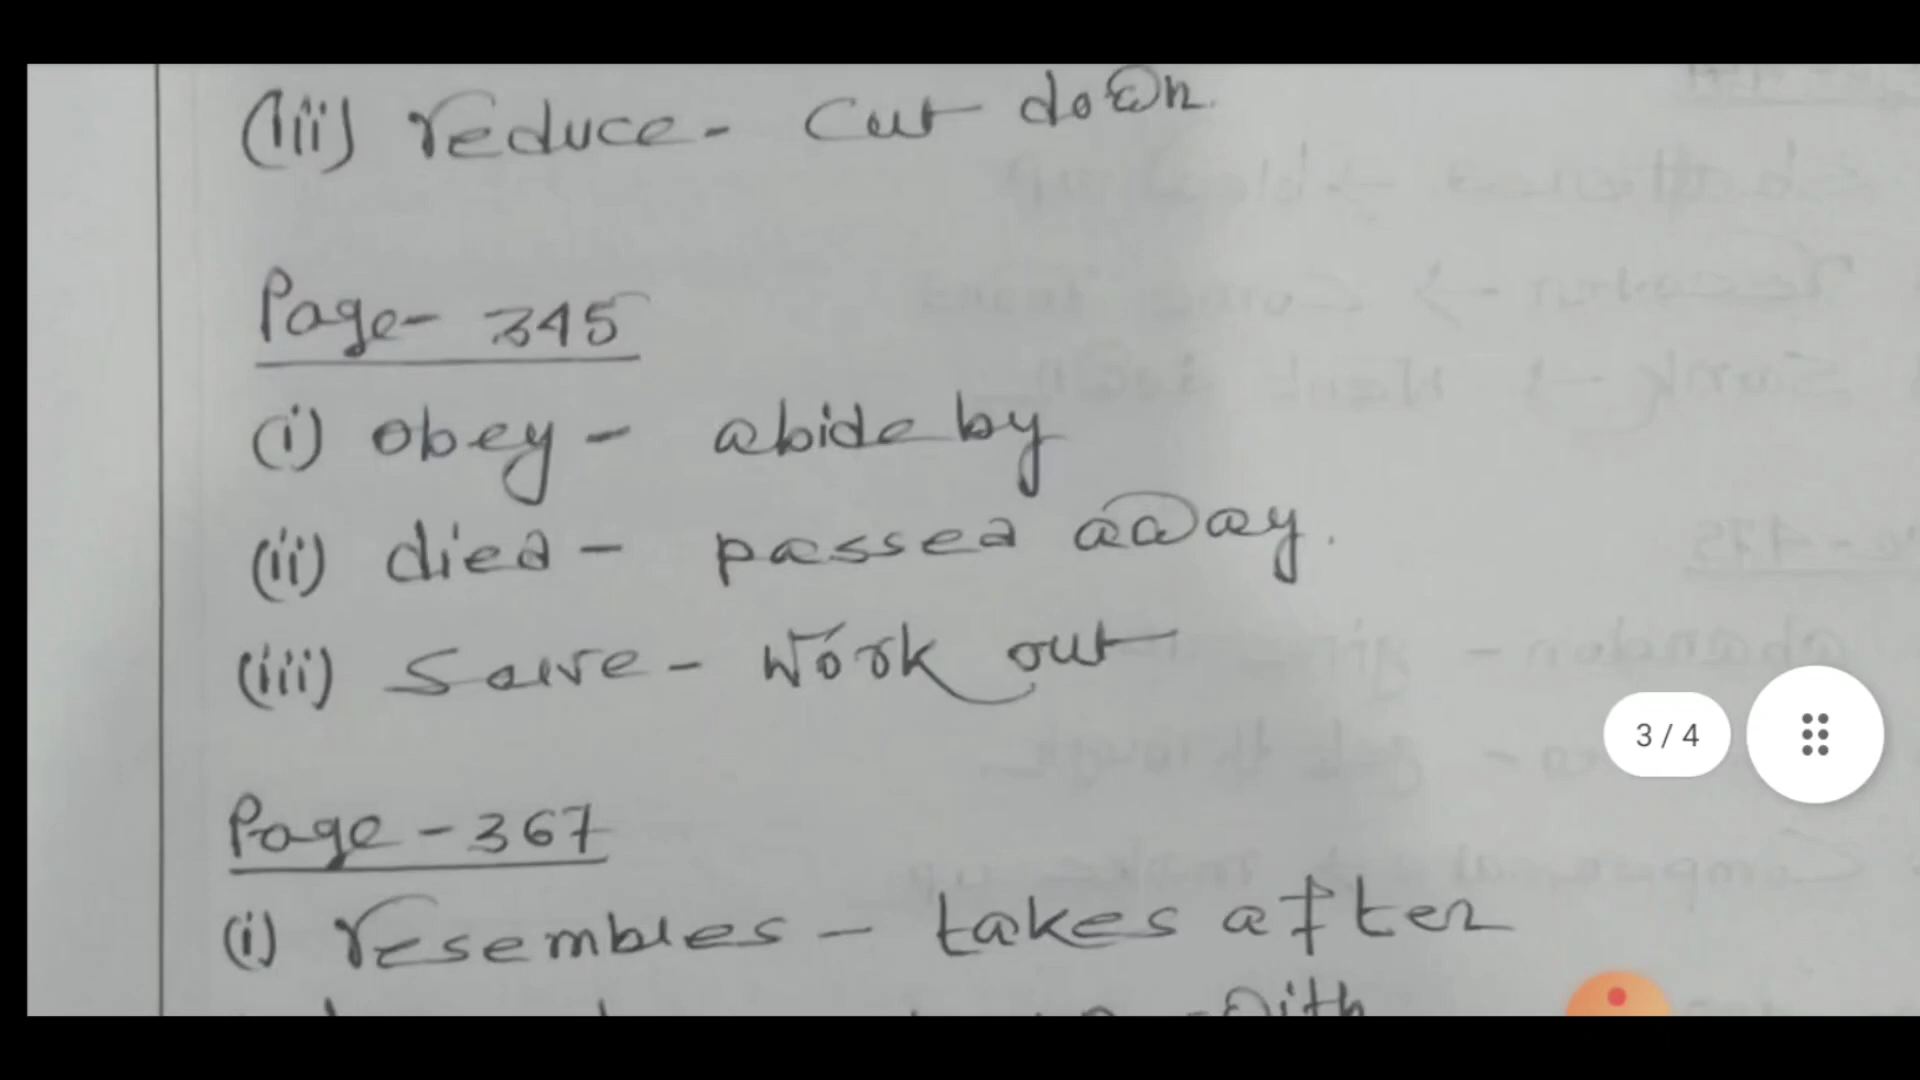 (iii) reduce - cut down.
Page - 345
(i) obey - abide by
(ii) died - passed away.
(iii) Solve - Work out
3 / 4
Page - 367
(i) resembles - takes after
with